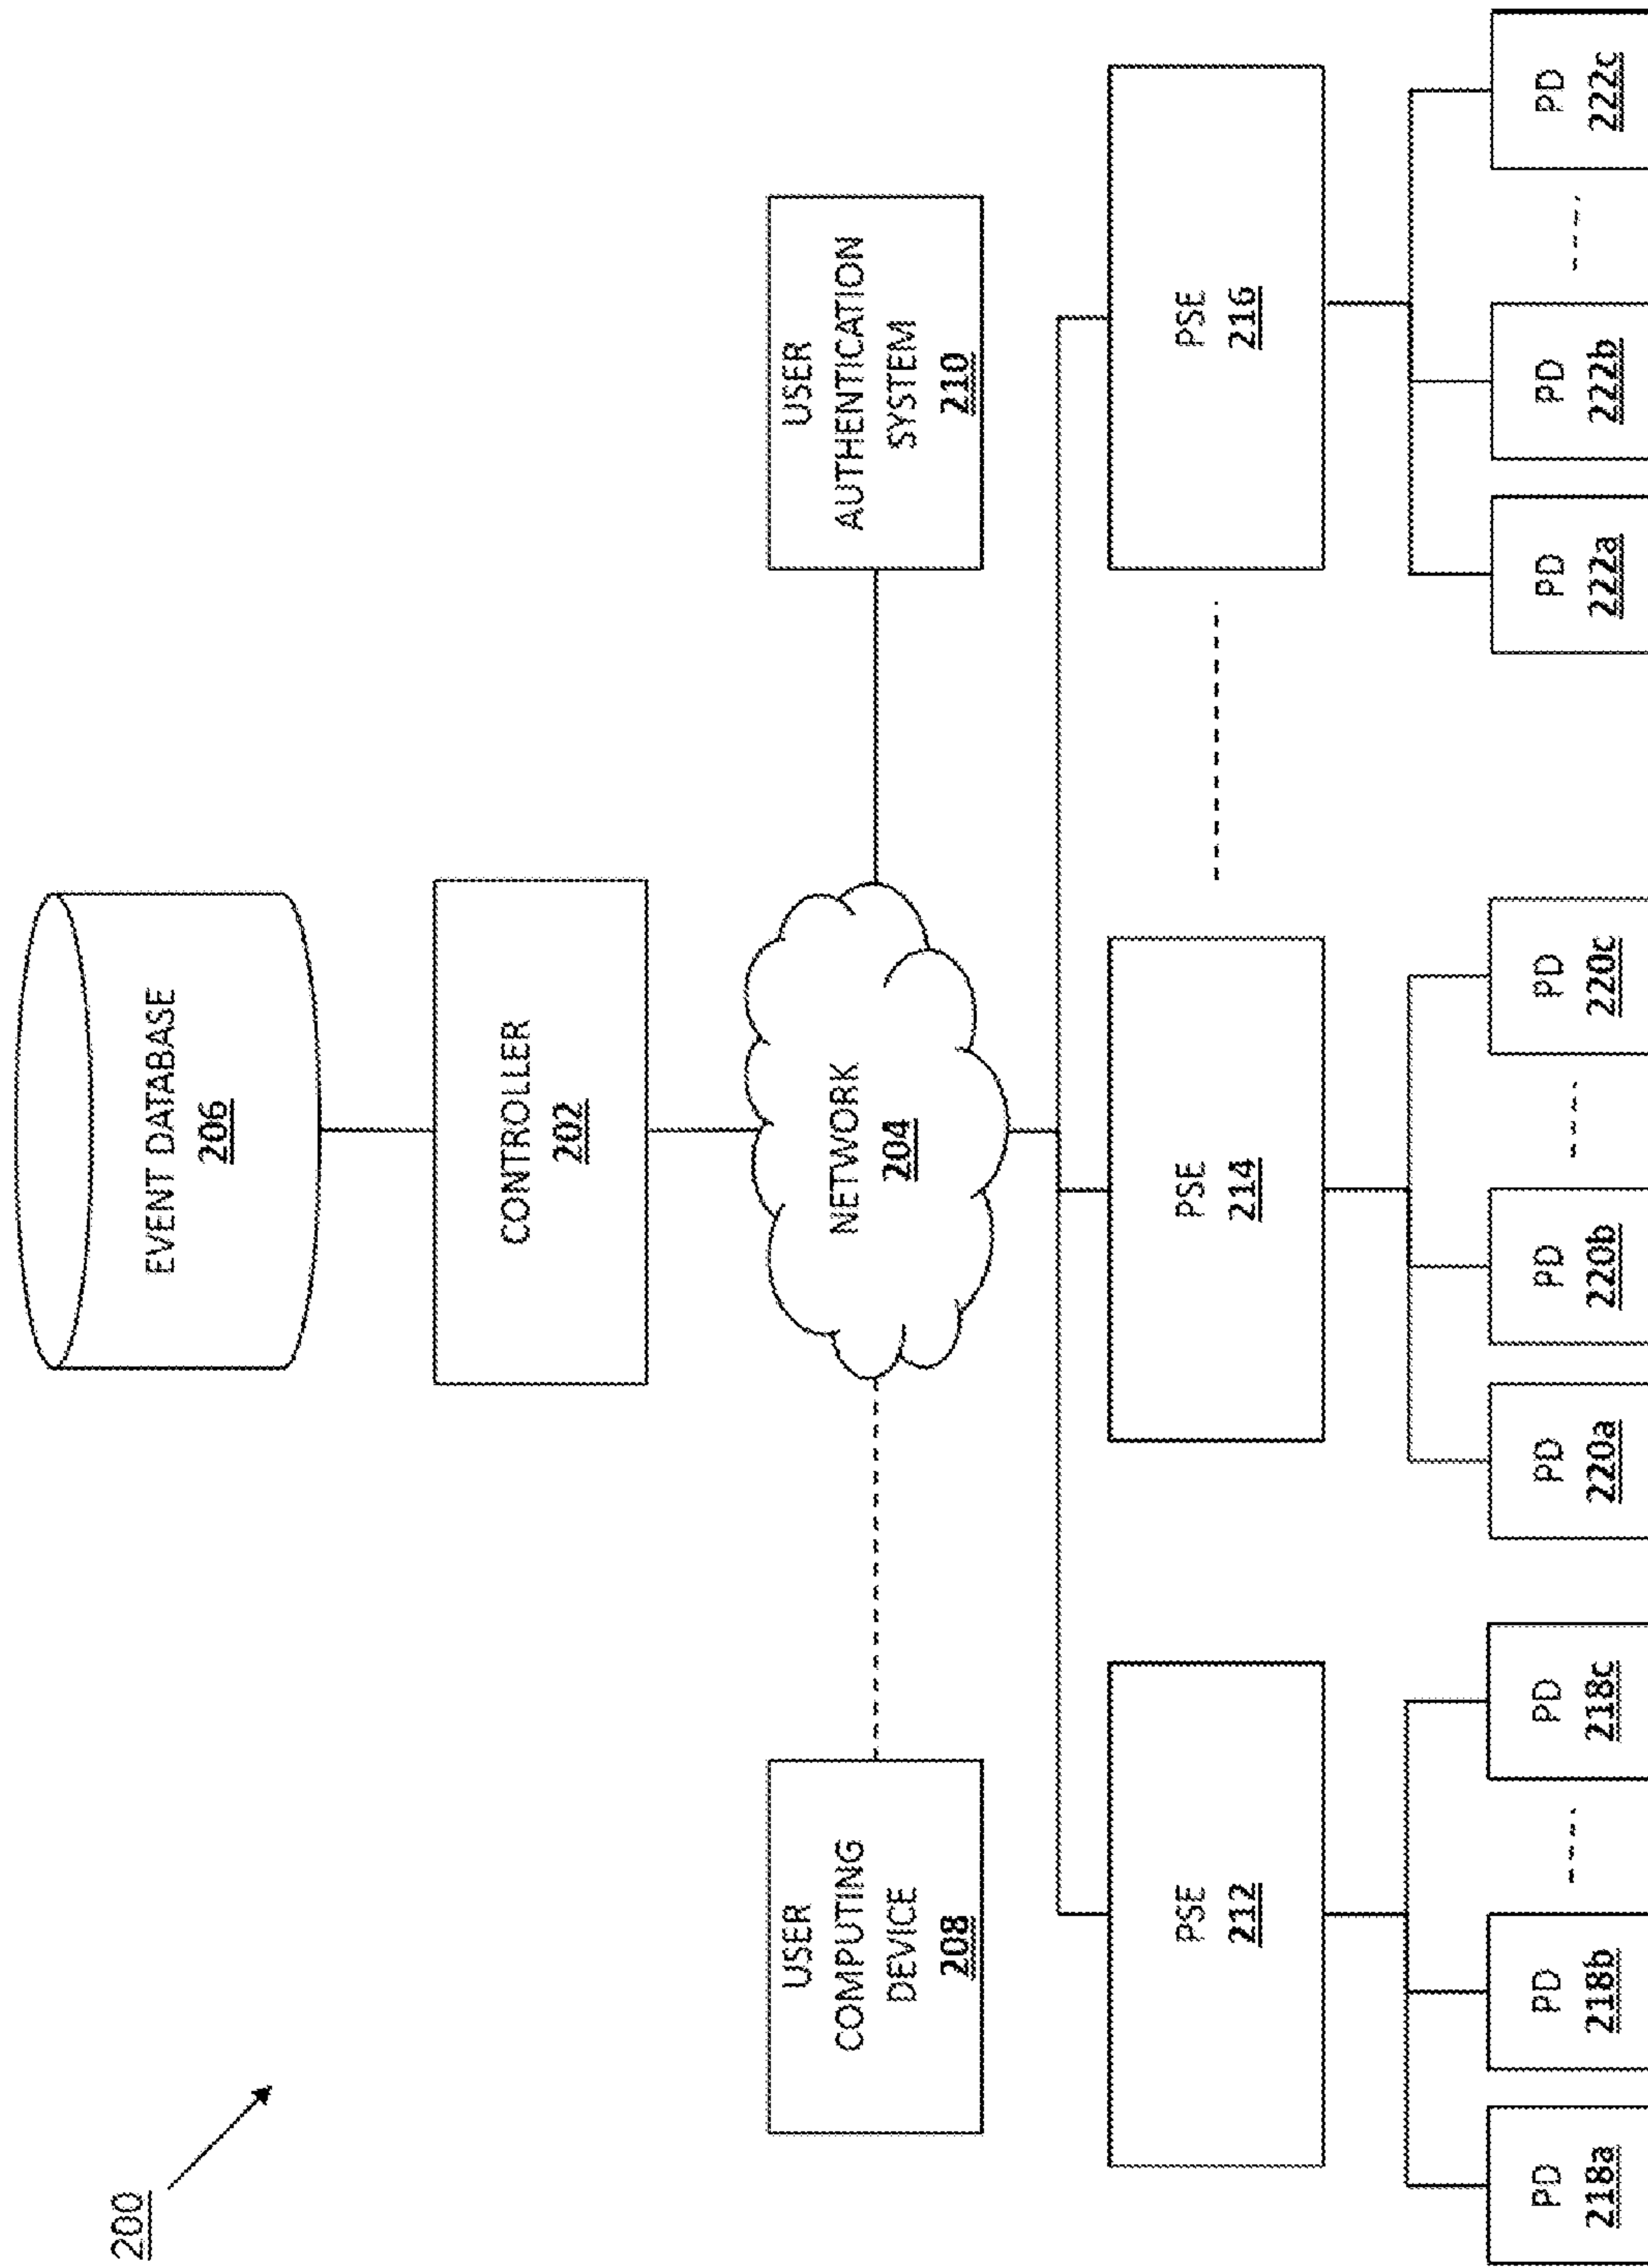 200
EVENT DATABASE
206
CONTROLLER
202
NETWORK
204
USER
COMPUTING
DEVICE
208
USER
AUTHENTICATION
SYSTEM
210
PSE
212
PSE
214
PSE
216
PD
218a
PD
218b
PD
218c
PD
220a
PD
220b
PD
220c
PD
222a
PD
222b
PD
222c